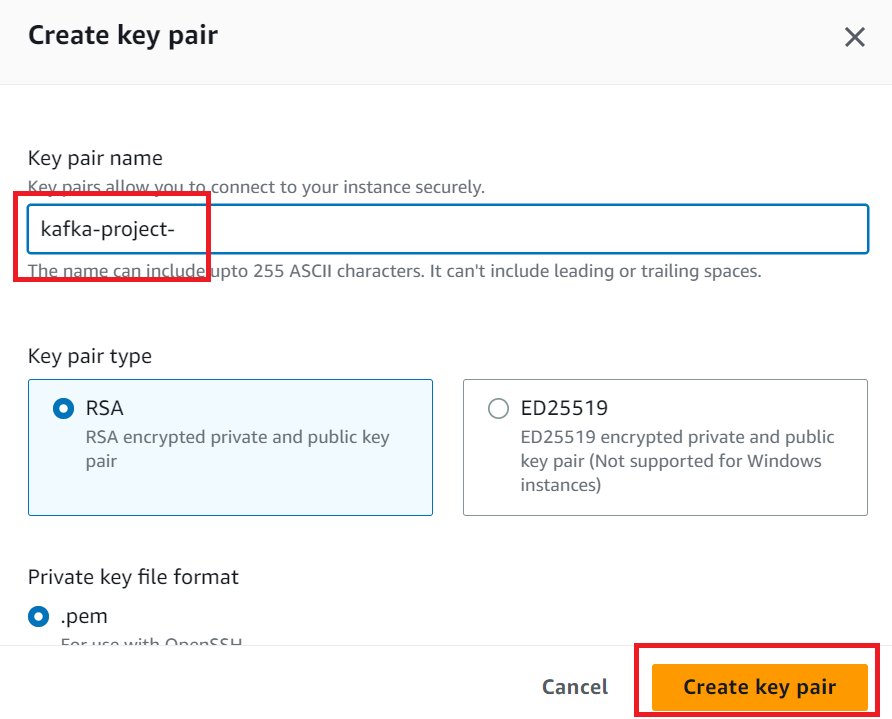 Create key pair
Key pair name
Key pairs allow you to connect to your instance securely.
kafka-project-
The name can include upto 255 ASCII characters. It can't include leading or trailing spaces.
Key pair type
RSA
RSA encrypted private and public key
pair
ED25519
ED25519 encrypted private and public
key pair (Not supported for Windows
instances)
Private key file format
.pem
For use with OpenSSH
Cancel
Create key pair